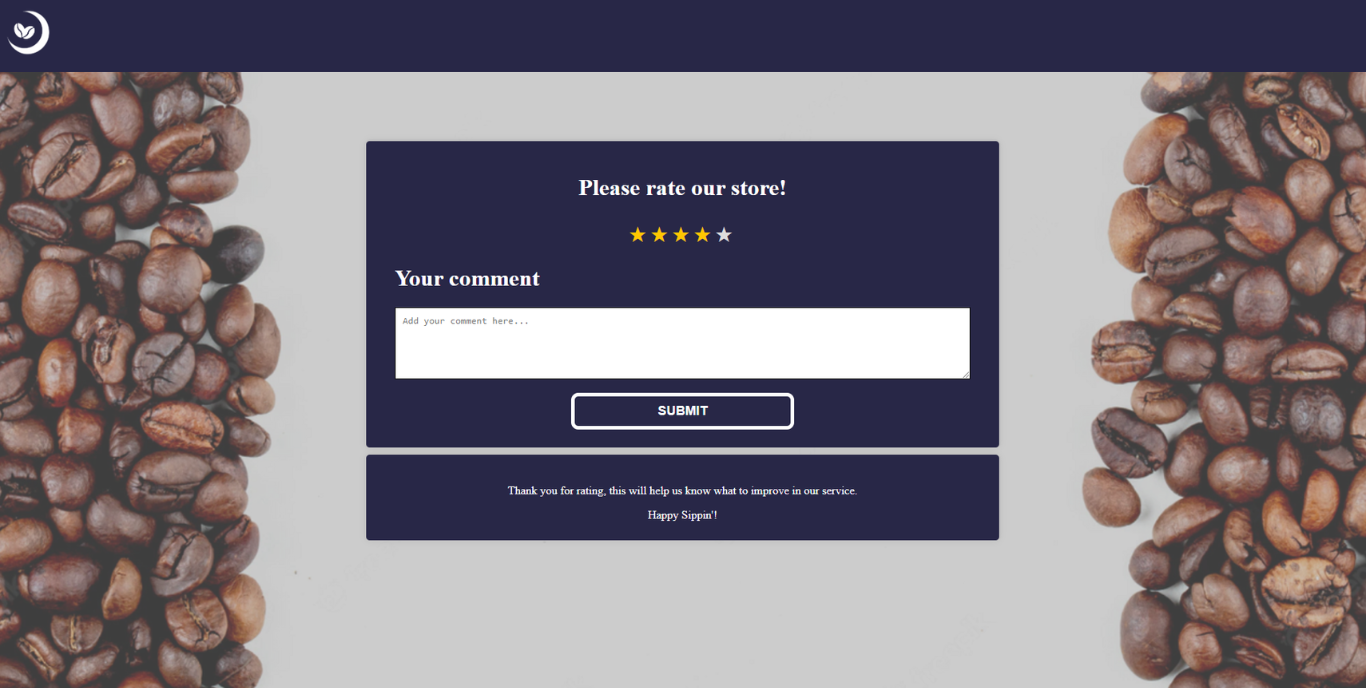 Please rate our store!
Your comment
Add your comment here...
SUBMIT
Thank you for rating, this will help us know what to improve in our service.
Happy Sippin'!